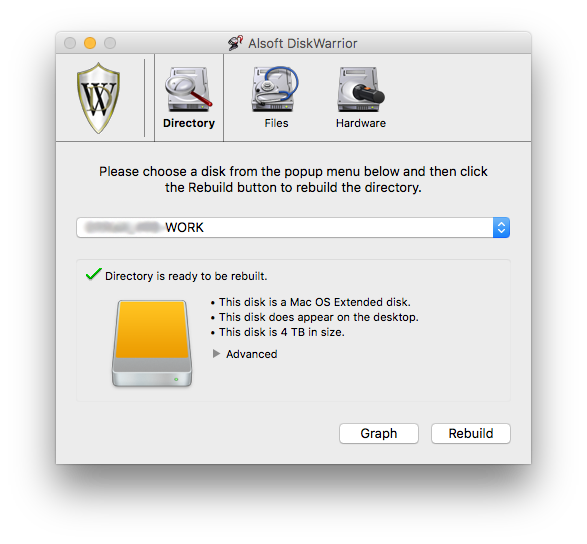 Alsoft DiskWarrior
Directory
Files
Hardware
Please choose a disk from the popup menu below and then click
the Rebuild button to rebuild the directory.
-WORK
Directory is ready to be rebuilt.
• This disk is a Mac OS Extended disk.
• This disk does appear on the desktop.
• This disk is 4 TB in size.
Advanced
Graph
Rebuild